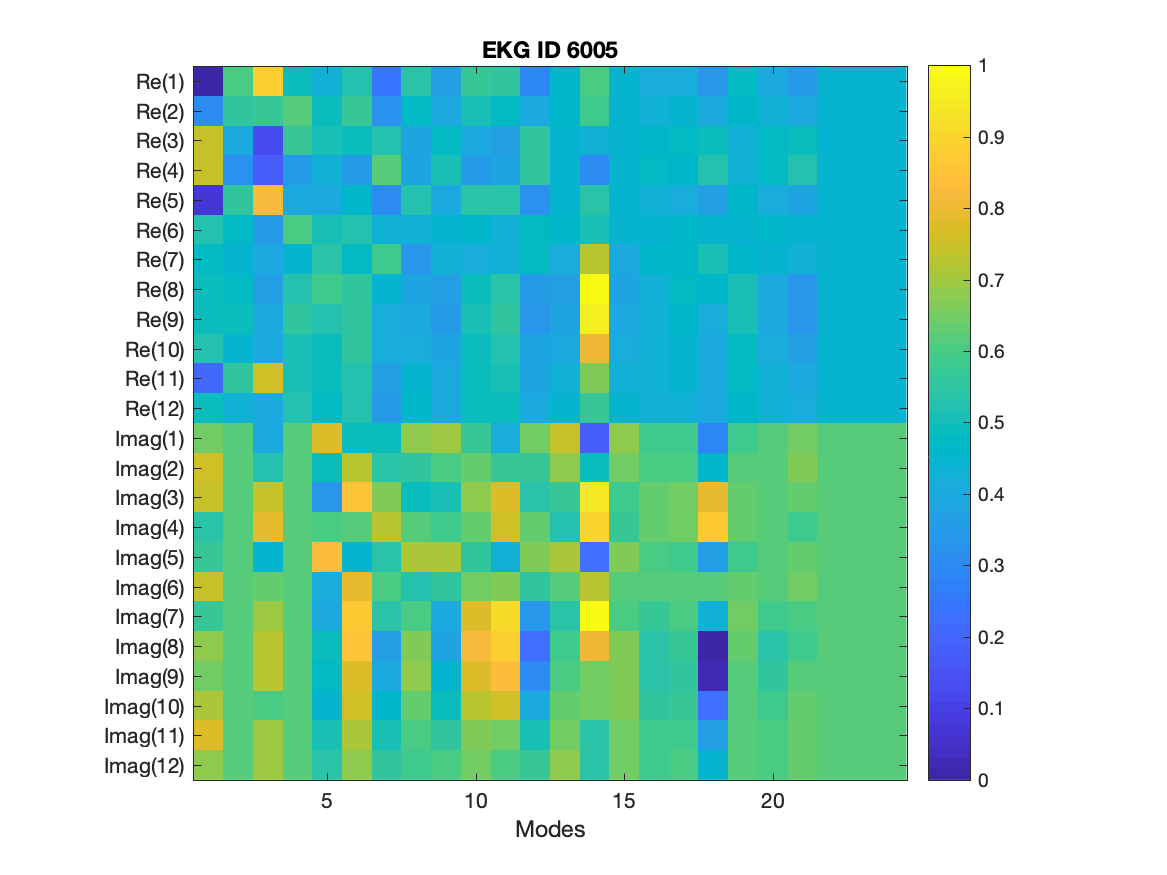 EKG ID 6005
Re(1)
Re(2)
Re(3)
Re(4)
Re(5)
Re(6)
Re(7)
Re(8)
Re(9)
Re(10)
Re(11)
Re(12)
Imag(1)
Imag(2)
Imag(3)
Imag(4)
Imag(5)
Imag(6)
Imag(7)
Imag(8)
Imag(9)
Imag(10)
Imag(11)
Imag(12)
5 10 15 20
Modes
1
0.9
0.8
0.7
0.6
0.5
0.4
0.3
0.2
0.1
0